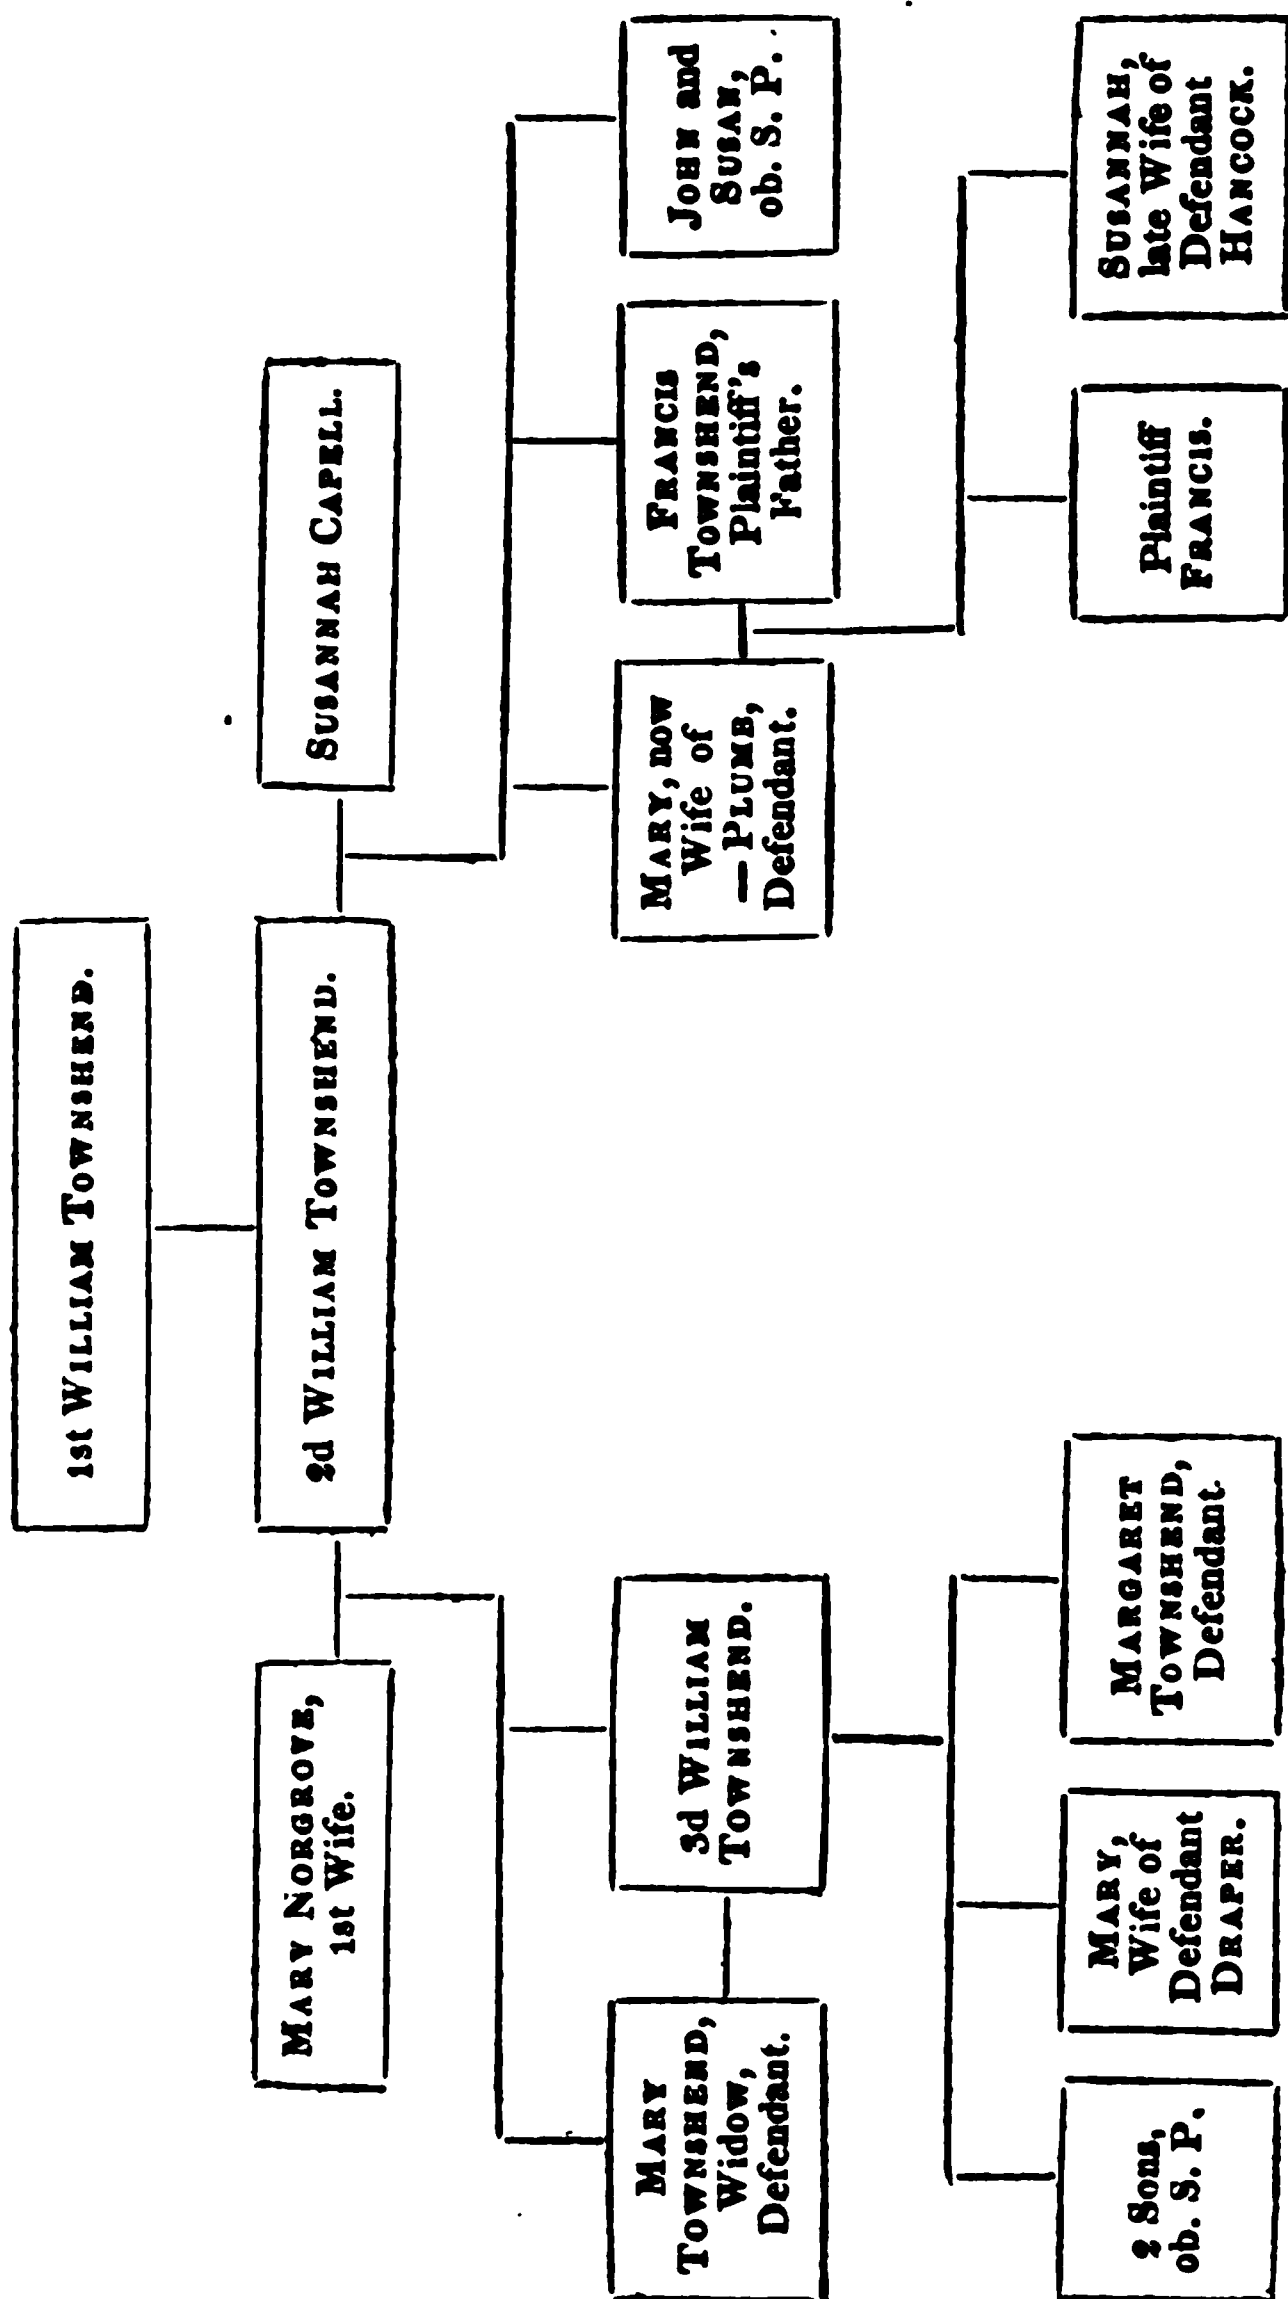 1st WILLIAM TOWNSHEND.
MARY NORGROVE,
1st Wife.
2d WILLIAM TOWNSHEND.
SUSANNAH CAPELL.
MARY
TOWNSHEND,
Widow,
Defendant.
3d WILLIAM
TOWNSHEND.
MARY, now
Wife of
— PLUMB,
Defendant.
FRANCIS
TOWNSHEND,
Plaintiff's
Father.
JOHN and
SUSAN,
ob. S. P.
2 Sons,
ob. S. P.
MARY,
Wife of
Defendant
DRAPER.
MARGARET
TOWNSHEND,
Defendant.
Plaintiff
FRANCIS.
SUSANNAH,
late Wife of
Defendant
HANCOCK.